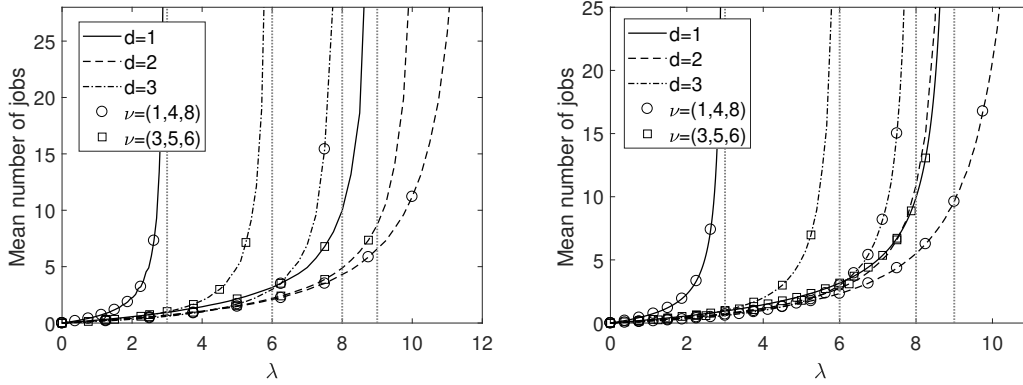 25
20
15
10
5
0
Mean number of jobs
0 2 4 6 8 10 12
λ
d=1
d=2
d=3
ν=(1,4,8)
ν=(3,5,6)
25
20
15
10
5
0
Mean number of jobs
0 2 4 6 8 10
λ
d=1
d=2
d=3
ν=(1,4,8)
ν=(3,5,6)